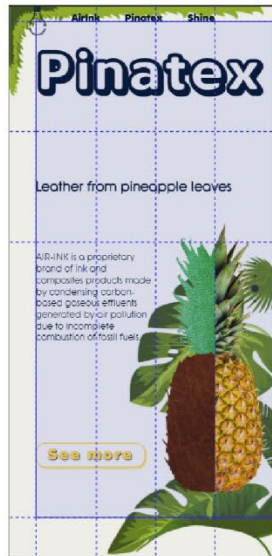 AirInk Pinatex Shine
Pinatex
Leather from pineapple leaves
AIR-INK is a proprietary
brand of ink and
composites products made
by condensing carbon-
based gaseous effluents
generated by air pollution
due to incomplete
combustion of fossil fuels
See more